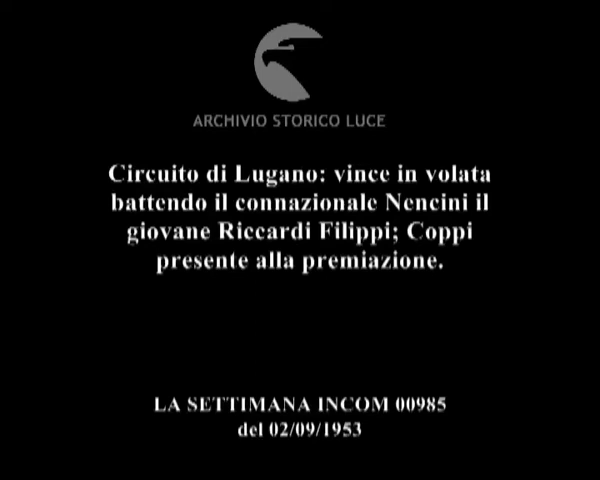 ARCHIVIO STORICO LUCE
Circuito di Lugano: vince in volata
battendo il connazionale Nencini il
giovane Riccardi Filippi; Coppi
presente alla premiazione.
LA SETTIMANA INCOM 00985
del 02/09/1953